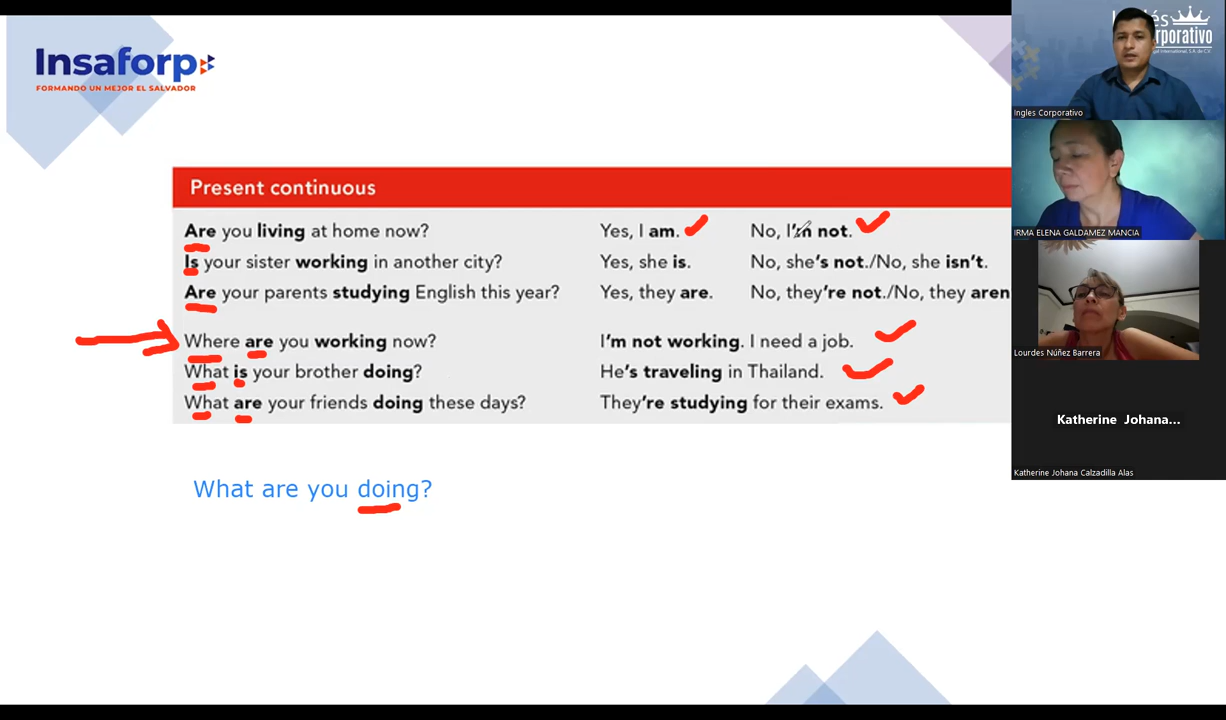 Insaforp
FORMANDO UN MEJOR EL SALVADOR
Present continuous
Are you living at home now? Yes, I am. No, I'm not.
Is your sister working in another city? Yes, she is. No, she's not./No, she isn't.
Are your parents studying English this year? Yes, they are. No, they're not./No, they aren
Where are you working now? I'm not working. I need a job.
What is your brother doing? He's traveling in Thailand.
What are your friends doing these days? They're studying for their exams.
What are you doing?
Inglés
Corporativo
Ingles Corporativo
IRMA ELENA GALDAMEZ MANCIA
Lourdes Núñez Barrera
Katherine Johana...
Katherine Johana Calzadilla Alas